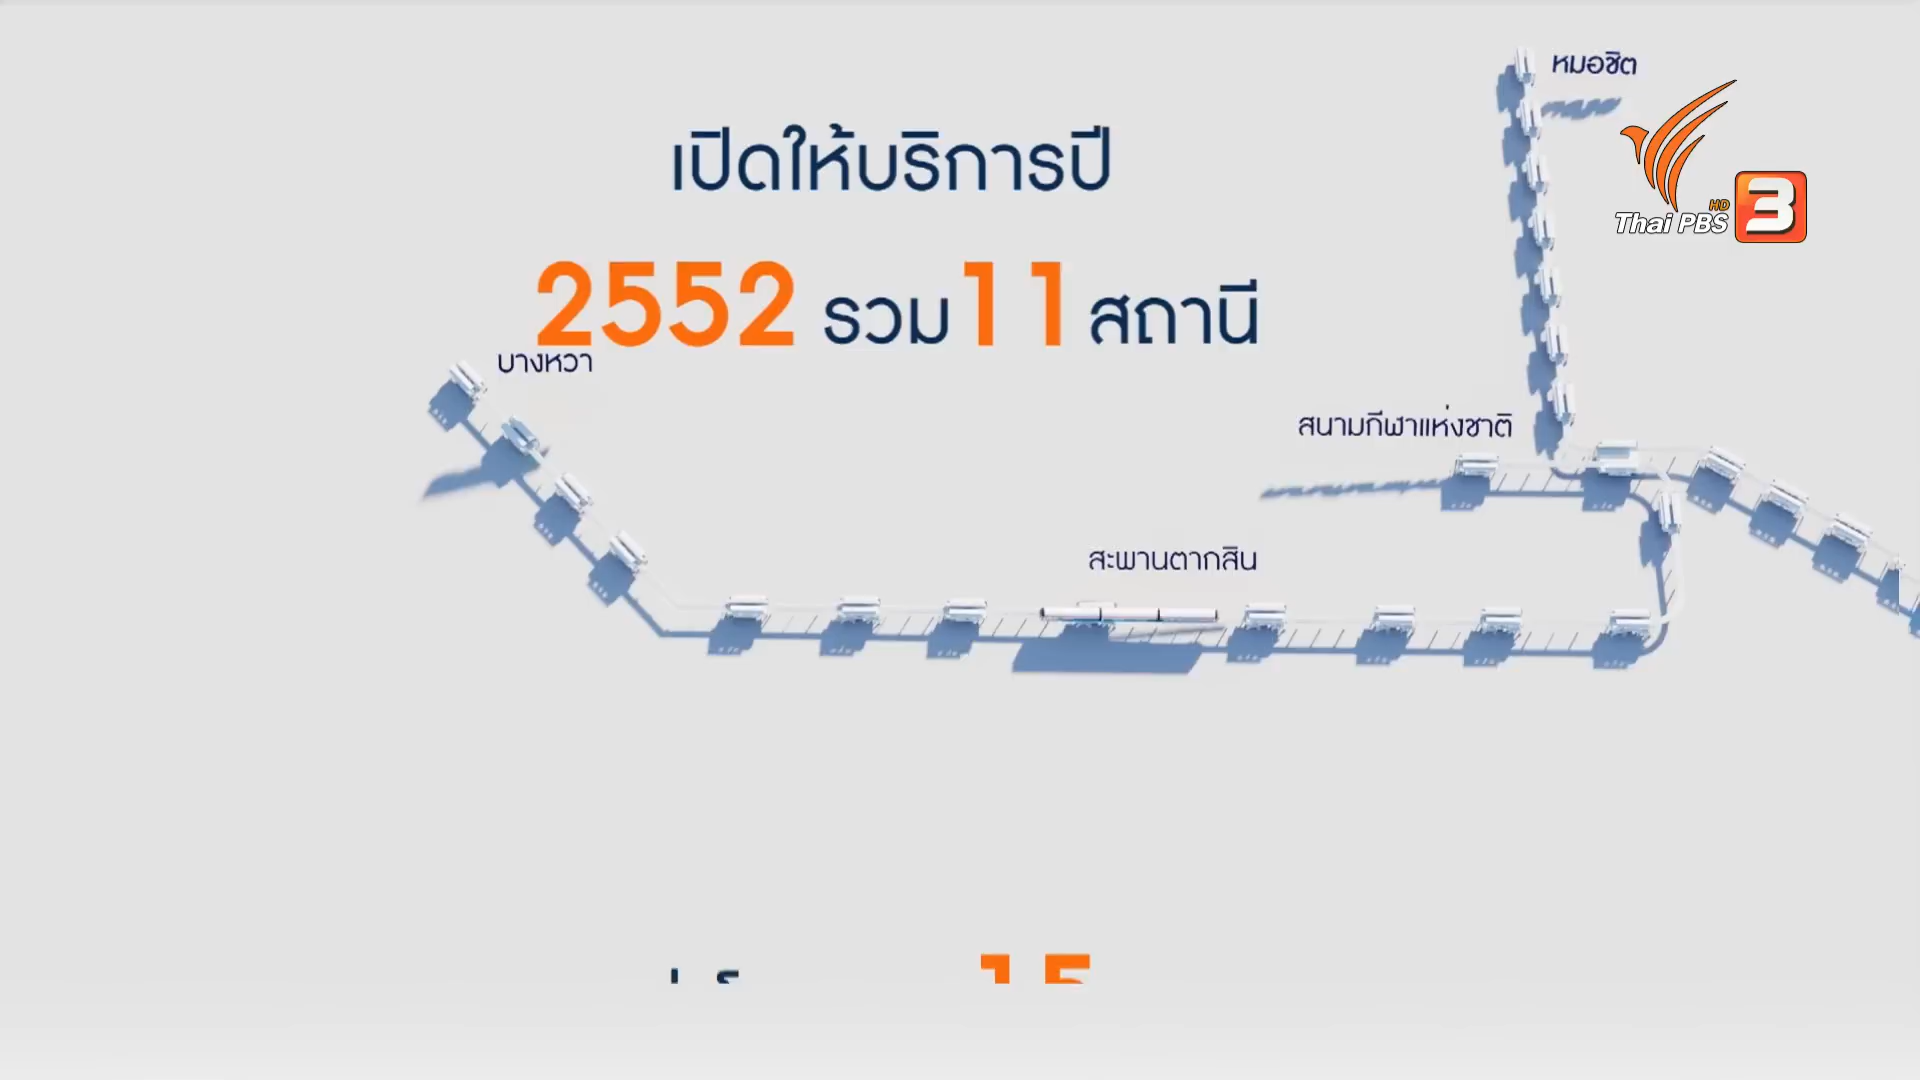 หมอชิต
Thai PBS HD 3
เปิดให้บริการปี
2552 รวม 11 สถานี
บางหว้า
สนามกีฬาแห่งชาติ
สะพานตากสิน
15